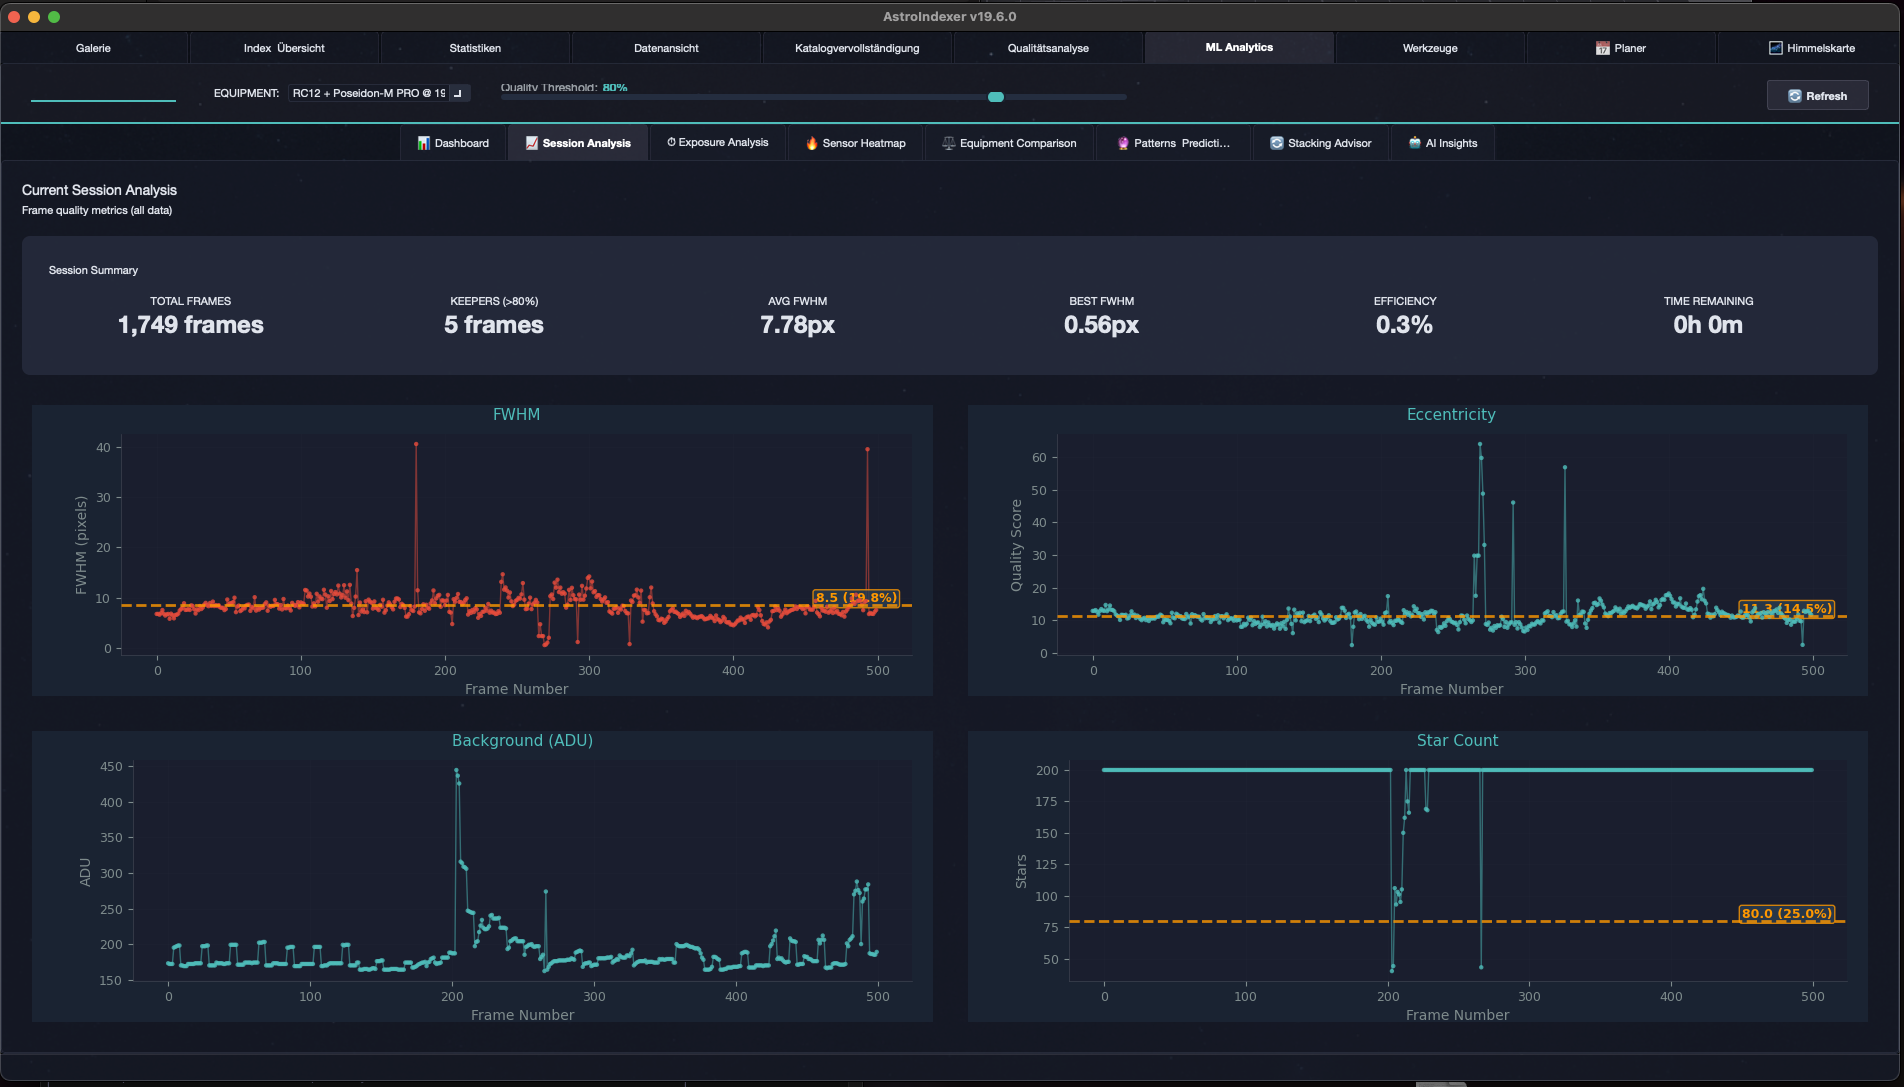 AstroIndexer v19.6.0
Galerie
Index Übersicht
Statistiken
Datenansicht
Katalogvervollständigung
Qualitätsanalyse
ML Analytics
Werkzeuge
Planer
Himmelskarte
EQUIPMENT:
RC12 + Poseidon-M PRO @ 19
Quality Threshold: 80%
Refresh
Dashboard
Session Analysis
Exposure Analysis
Sensor Heatmap
Equipment Comparison
Patterns Predicti...
Stacking Advisor
AI Insights
Current Session Analysis
Frame quality metrics (all data)
Session Summary
TOTAL FRAMES
1,749 frames
KEEPERS (>80%)
5 frames
AVG FWHM
7.78px
BEST FWHM
0.56px
EFFICIENCY
0.3%
TIME REMAINING
0h 0m
FWHM
FWHM (pixels)
40
30
20
10
0
8.5 (19.8%)
0 100 200 300 400 500
Frame Number
Eccentricity
Quality Score
60
50
40
30
20
10
0
11.3 (14.5%)
0 100 200 300 400 500
Frame Number
Background (ADU)
ADU
450
400
350
300
250
200
150
0 100 200 300 400 500
Frame Number
Star Count
Stars
200
175
150
125
100
75
50
80.0 (25.0%)
0 100 200 300 400 500
Frame Number